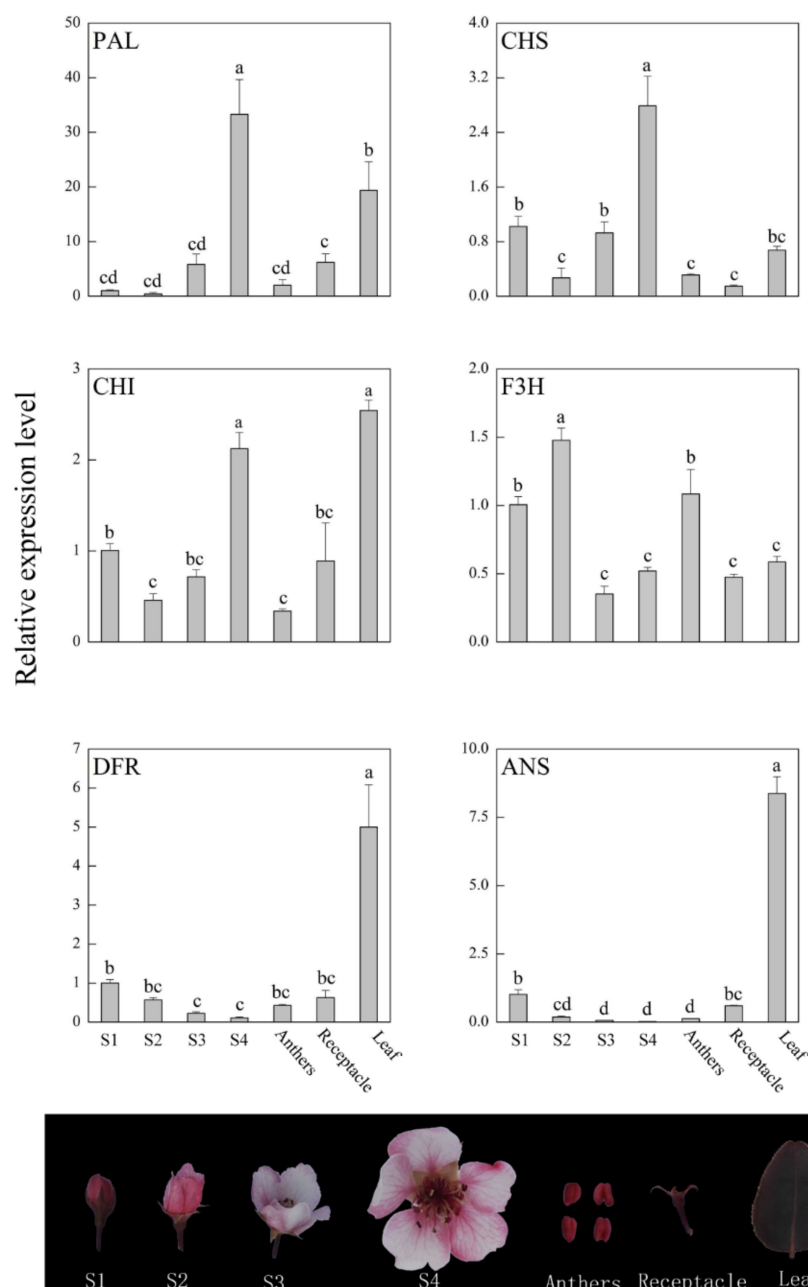 PAL
50
40
30
20
10
0
cd
cd
cd
a
cd
c
b
CHS
4.0
3.2
2.4
1.6
0.8
0.0
b
c
b
a
c
c
bc
Relative expression level
CHI
3
2
1
0
b
c
bc
a
c
bc
a
F3H
2.0
1.5
1.0
0.5
0.0
b
a
c
c
b
c
c
DFR
7
6
5
4
3
2
1
0
b
bc
c
c
bc
bc
a
S1 S2 S3 S4 Anthers Receptacle Leaf
ANS
10.0
7.5
5.0
2.5
0.0
b
cd
d
d
d
bc
a
S1 S2 S3 S4 Anthers Receptacle Leaf
S1 S2 S3 S4 Anthers Receptacle Lea